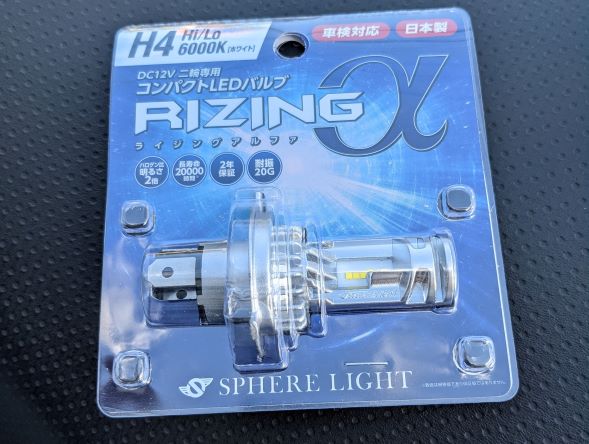 H4 Hi/Lo 6000K [ホワイト]
車検対応 日本製
DC12V 二輪専用
コンパクトLEDバルブ
RIZING α
ライジングアルファ
ハロゲン比 明るさ 2倍
長寿命 20000 時間
2年 保証
耐振 20G
SPHERE LIGHT